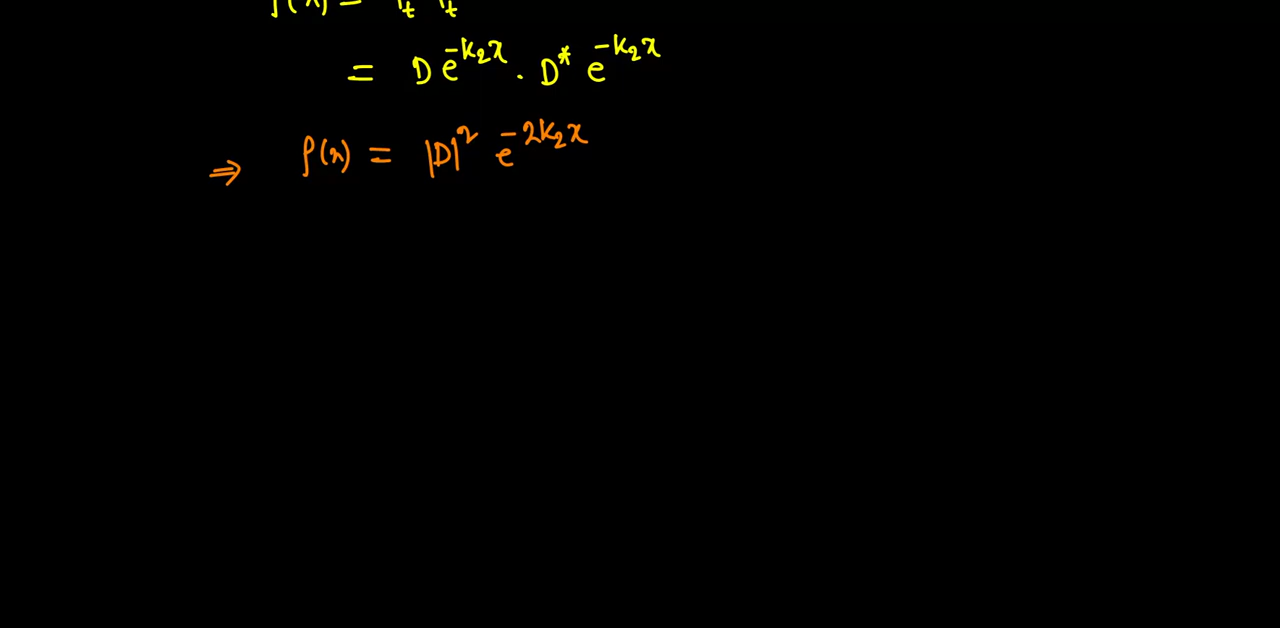 = D e^{-k₂x} . D* e^{-k₂x}
⇒ ρ(x) = |D|² e^{-2k₂x}